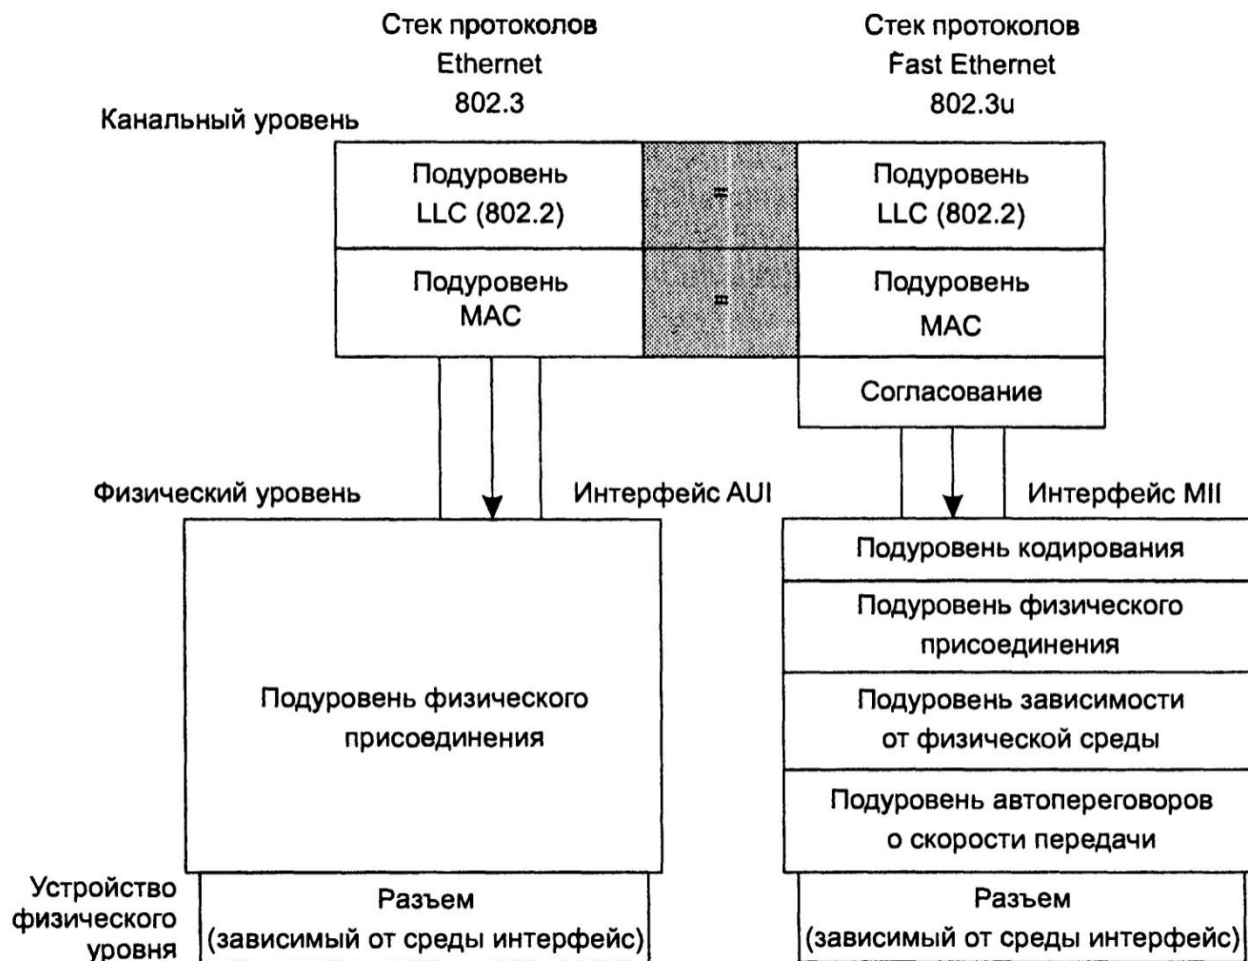 Стек протоколов
Ethernet
802.3
Стек протоколов
Fast Ethernet
802.3u
Канальный уровень
Подуровень
LLC (802.2)
=
Подуровень
LLC (802.2)
Подуровень
MAC
=
Подуровень
MAC
Согласование
Физический уровень
Интерфейс AUI
Интерфейс MII
Подуровень физического
присоединения
Подуровень кодирования
Подуровень физического
присоединения
Подуровень зависимости
от физической среды
Подуровень автопереговоров
о скорости передачи
Устройство
физического
уровня
Разъем
(зависимый от среды интерфейс)
Разъем
(зависимый от среды интерфейс)